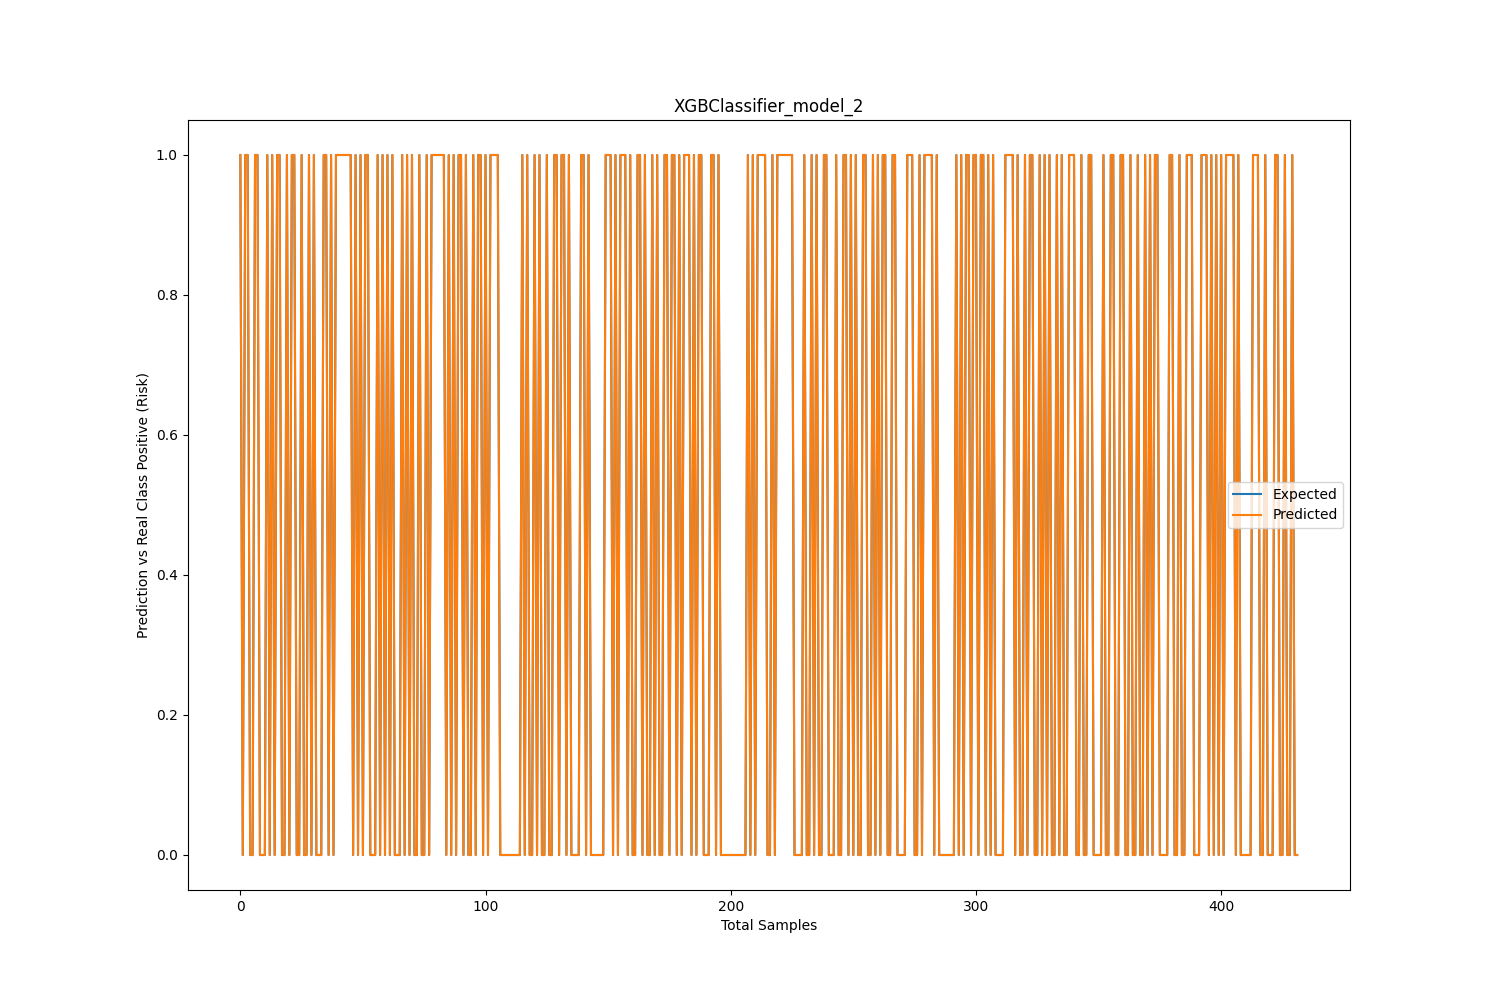 XGBClassifier_model_2
Prediction vs Real Class Positive (Risk)
1.0
0.8
0.6
0.4
0.2
0.0
Expected
Predicted
0
100
200
300
400
Total Samples